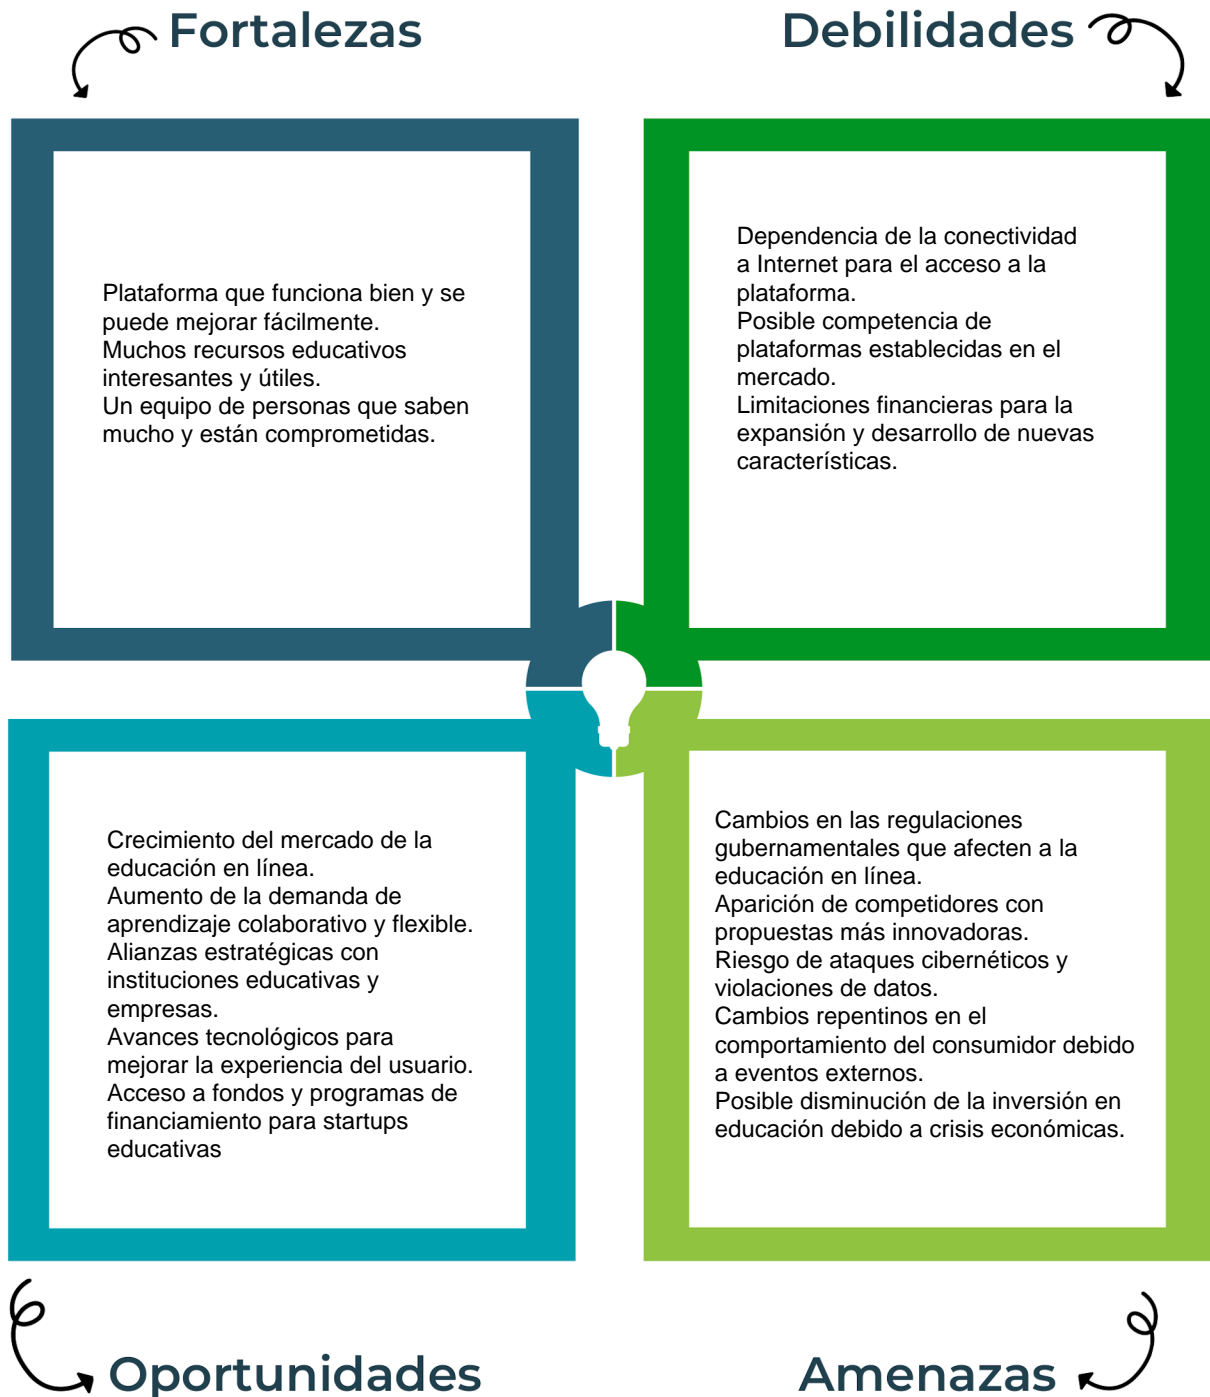 Fortalezas
Debilidades
Plataforma que funciona bien y se
puede mejorar fácilmente.
Muchos recursos educativos
interesantes y útiles.
Un equipo de personas que saben
mucho y están comprometidas.
Dependencia de la conectividad
a Internet para el acceso a la
plataforma.
Posible competencia de
plataformas establecidas en el
mercado.
Limitaciones financieras para la
expansión y desarrollo de nuevas
características.
Crecimiento del mercado de la
educación en línea.
Aumento de la demanda de
aprendizaje colaborativo y flexible.
Alianzas estratégicas con
instituciones educativas y
empresas.
Avances tecnológicos para
mejorar la experiencia del usuario.
Acceso a fondos y programas de
financiamiento para startups
educativas
Cambios en las regulaciones
gubernamentales que afecten a la
educación en línea.
Aparición de competidores con
propuestas más innovadoras.
Riesgo de ataques cibernéticos y
violaciones de datos.
Cambios repentinos en el
comportamiento del consumidor debido
a eventos externos.
Posible disminución de la inversión en
educación debido a crisis económicas.
Oportunidades
Amenazas